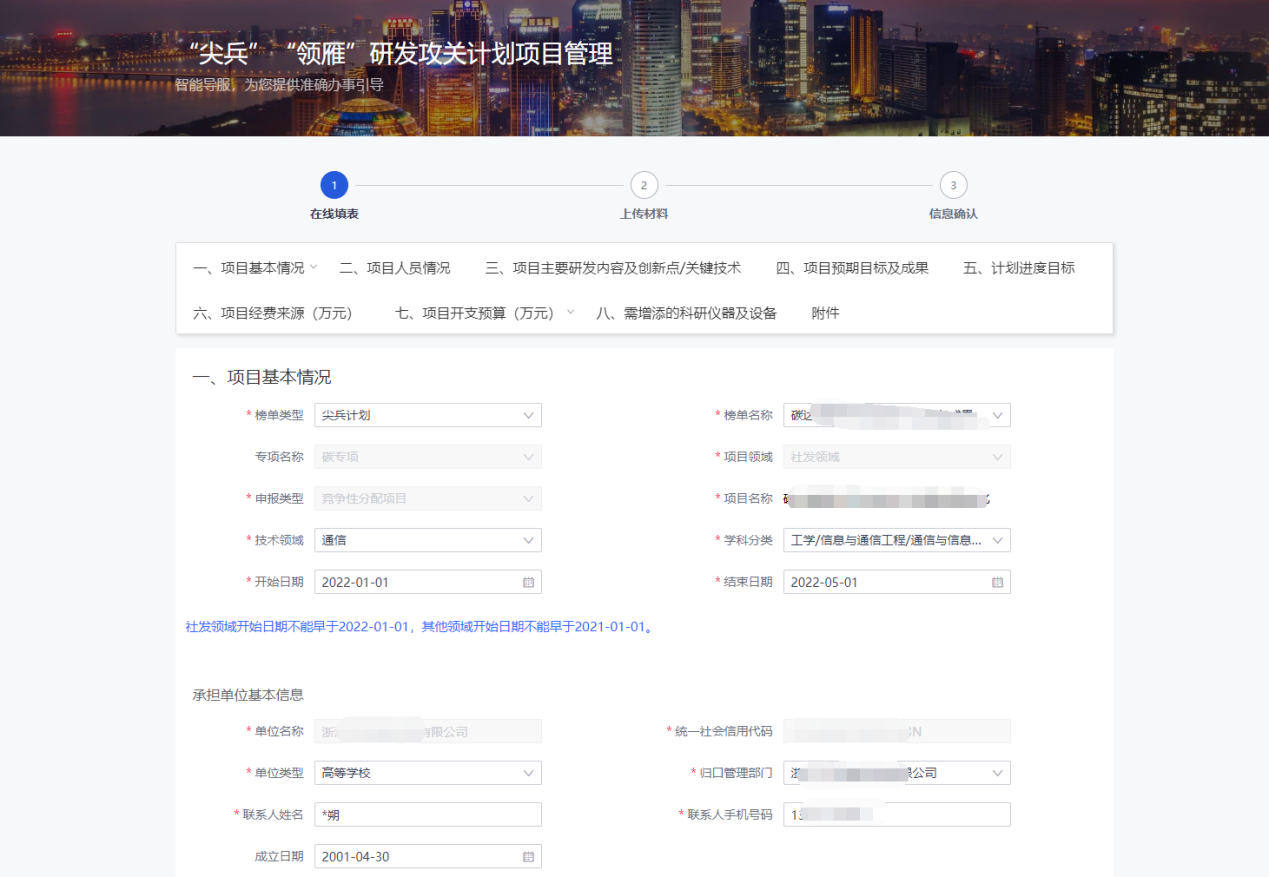 “尖兵” “领雁” 研发攻关计划项目管理
智能导服，为您提供准确办事引导
1 2 3
在线填表 上传材料 信息确认
一、项目基本情况 二、项目人员情况 三、项目主要研发内容及创新点/关键技术 四、项目预期目标及成果 五、计划进度目标
六、项目经费来源（万元） 七、项目开支预算（万元） 八、需增添的科研仪器及设备 附件
一、项目基本情况
* 榜单类型 尖兵计划 * 榜单名称 碳达
专项名称 碳专项 * 项目领域 社发领域
* 申报类型 竞争性分配项目 * 项目名称
* 技术领域 通信 * 学科分类 工学/信息与通信工程/通信与信息...
* 开始日期 2022-01-01 * 结束日期 2022-05-01
社发领域开始日期不能早于2022-01-01，其他领域开始日期不能早于2021-01-01。
承担单位基本信息
* 单位名称 浙 有限公司 * 统一社会信用代码 CN
* 单位类型 高等学校 * 归口管理部门 限公司
* 联系人姓名 *朔 * 联系人手机号码 1
成立日期 2001-04-30